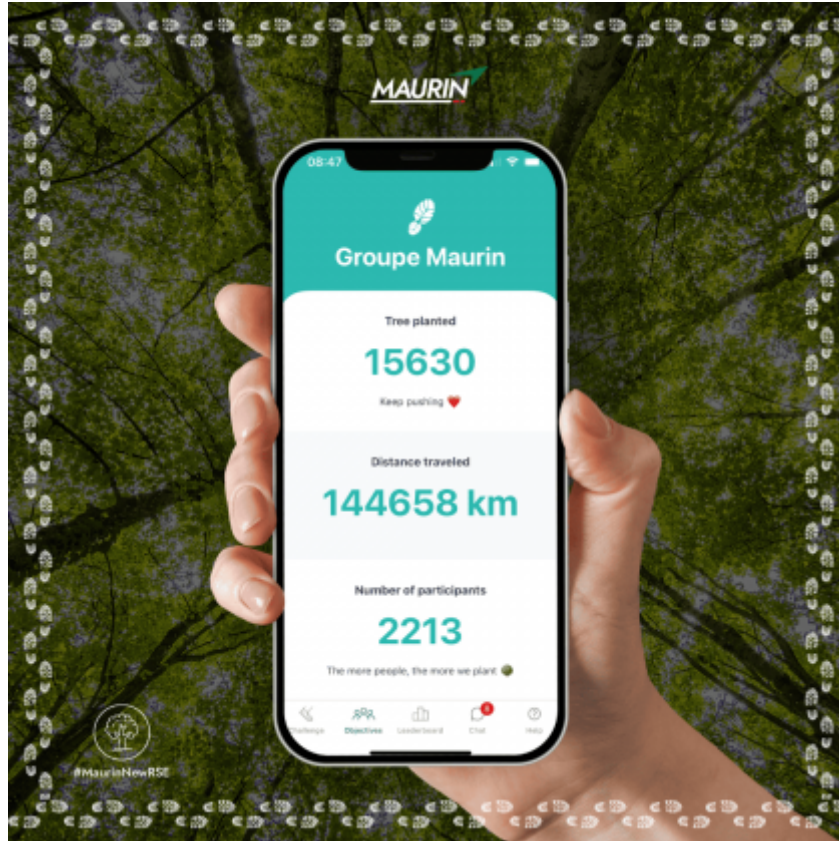 MAURIN
08:47
Groupe Maurin
Tree planted
15630
Keep pushing ❤️
Distance traveled
144658 km
Number of participants
2213
The more people, the more we plant
Challenge
Objectives
Leaderboard
Chat
Help
#MaurinNewRSE